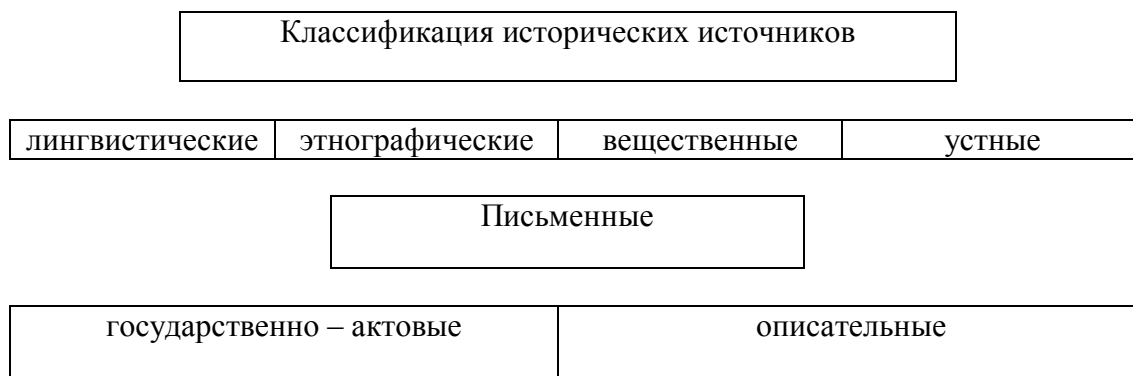 Классификация исторических источников
лингвистические этнографические вещественные устные
Письменные
государственно – актовые описательные